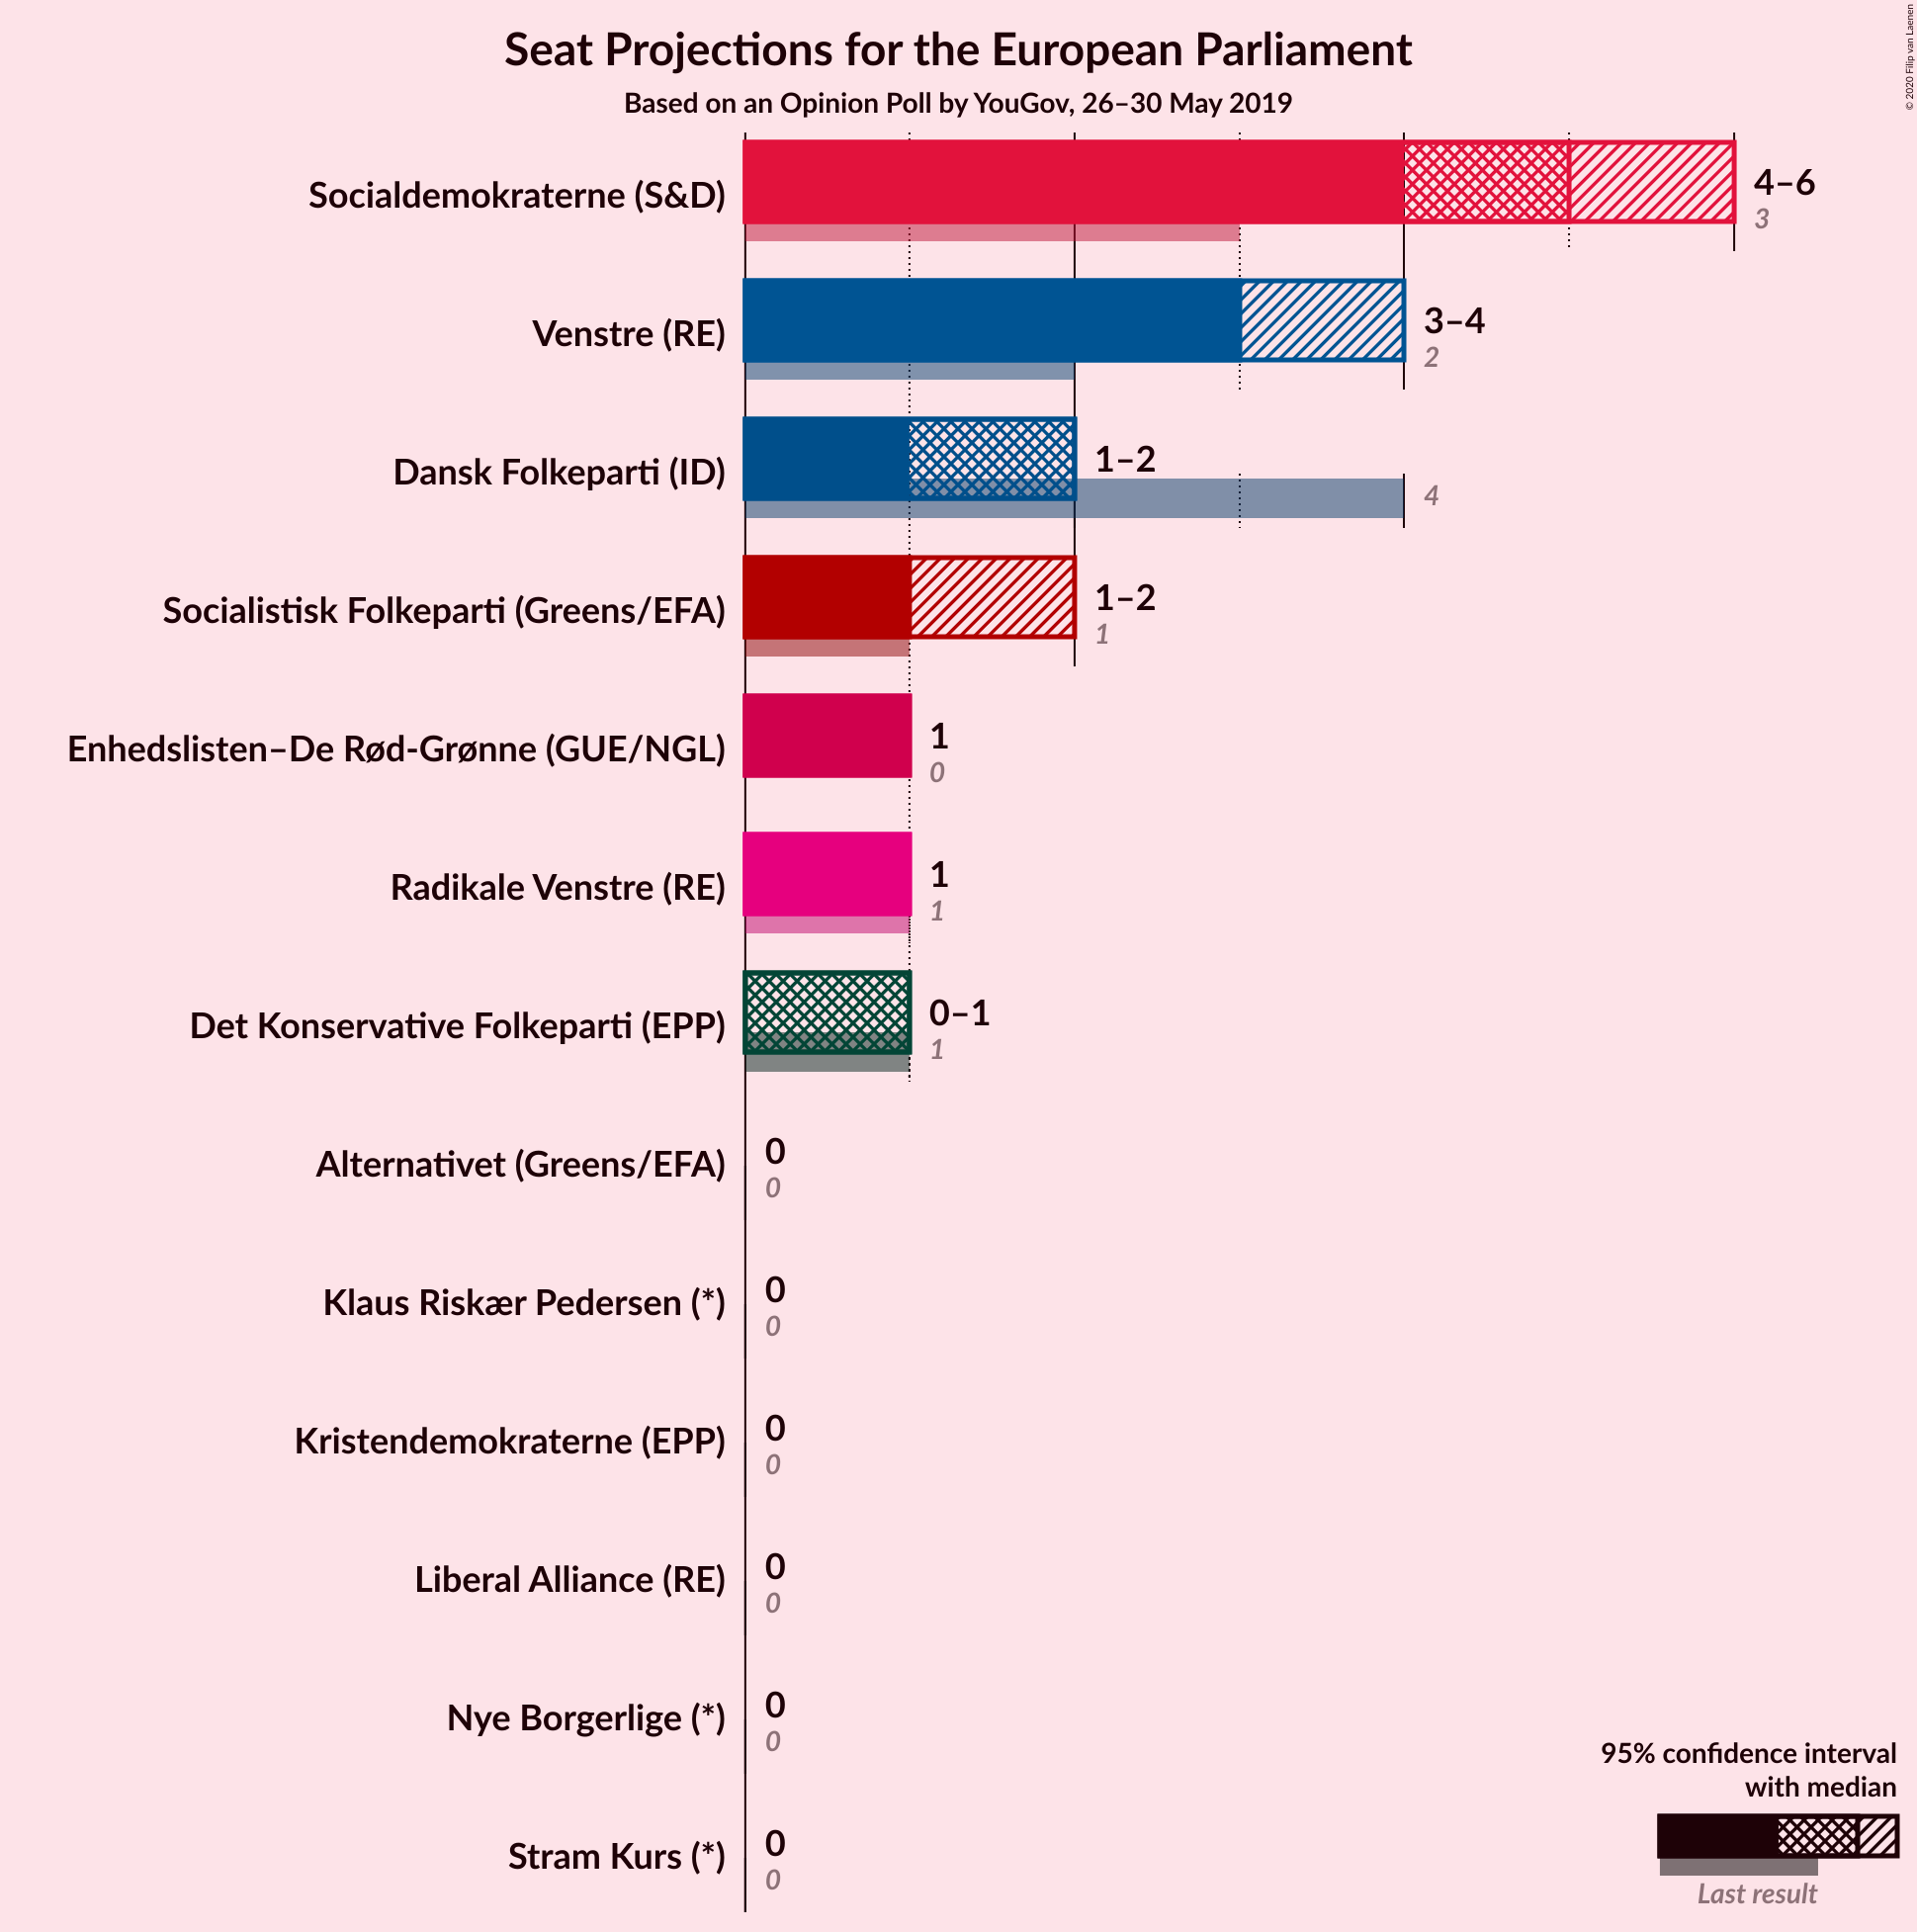 Seat Projections for the European Parliament
Based on an Opinion Poll by YouGov, 26–30 May 2019
© 2020 Filip van Laenen
Socialdemokraterne (S&D)
4–6
3
Venstre (RE)
3–4
2
Dansk Folkeparti (ID)
1–2
4
Socialistisk Folkeparti (Greens/EFA)
1–2
1
Enhedslisten–De Rød-Grønne (GUE/NGL)
1
0
Radikale Venstre (RE)
1
1
Det Konservative Folkeparti (EPP)
0–1
1
Alternativet (Greens/EFA)
0
0
Klaus Riskær Pedersen (*)
0
0
Kristendemokraterne (EPP)
0
0
Liberal Alliance (RE)
0
0
Nye Borgerlige (*)
0
0
Stram Kurs (*)
0
0
95% confidence interval
with median
Last result